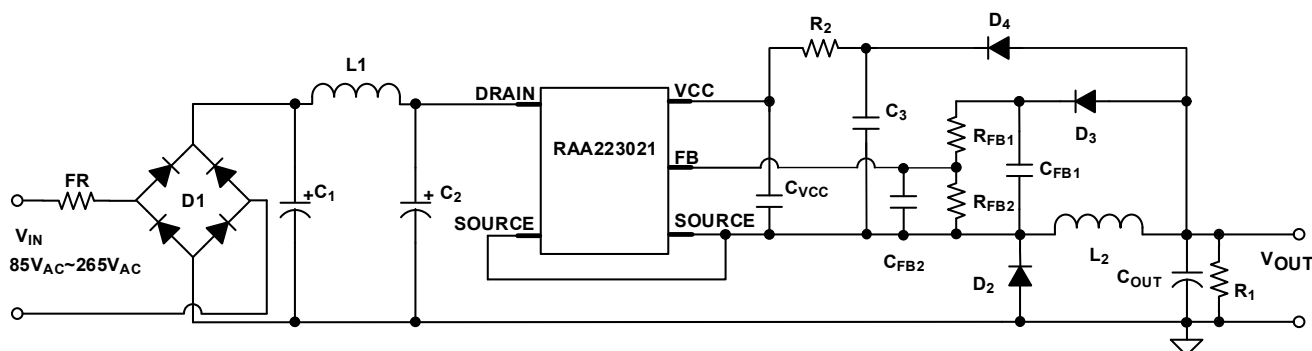 R2
D4
L1
DRAIN
VCC
C3
D3
RFB1
RAA223021
FB
CFB1
FR
D1
+C1
+ C2
CVCC
RFB2
SOURCE
SOURCE
VIN
85VAC~265VAC
CFB2
L2
D2
COUT
R1
VOUT